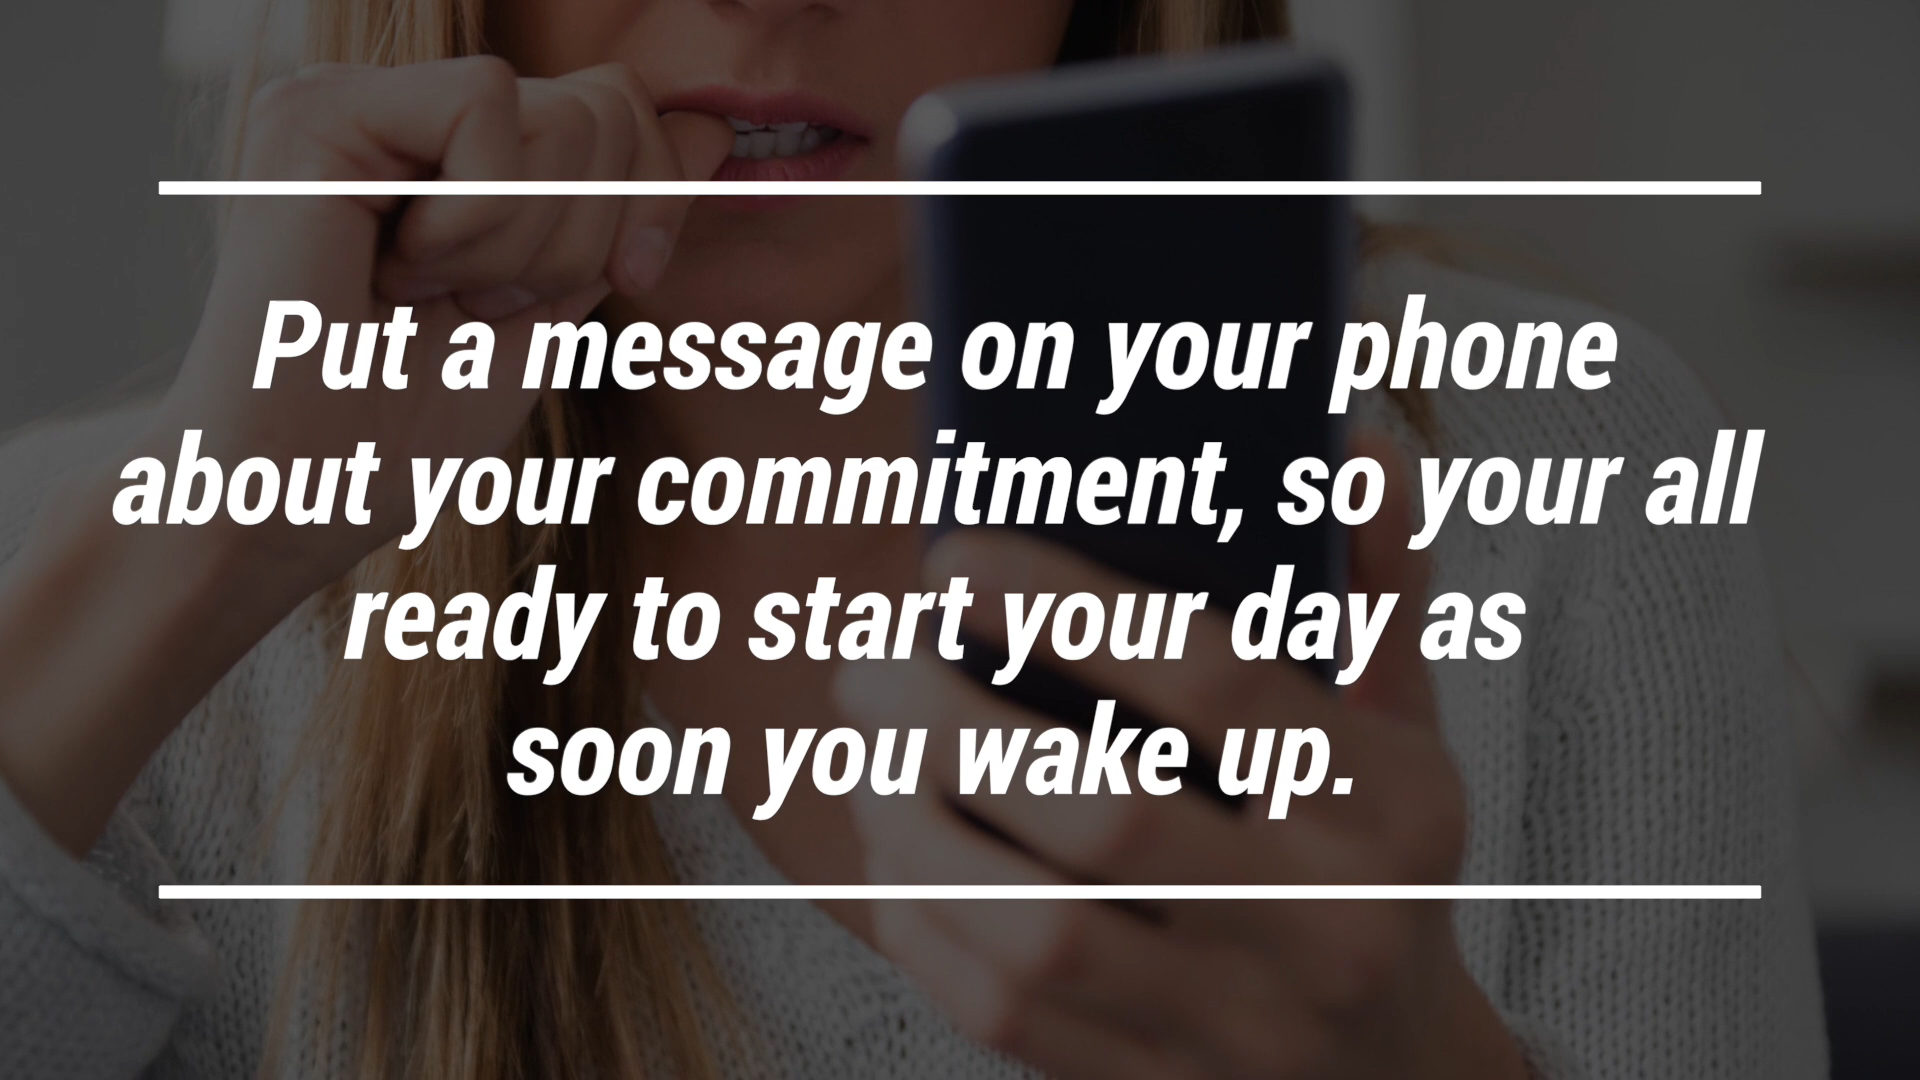 Put a message on your phone
about your commitment, so your all
ready to start your day as
soon you wake up.